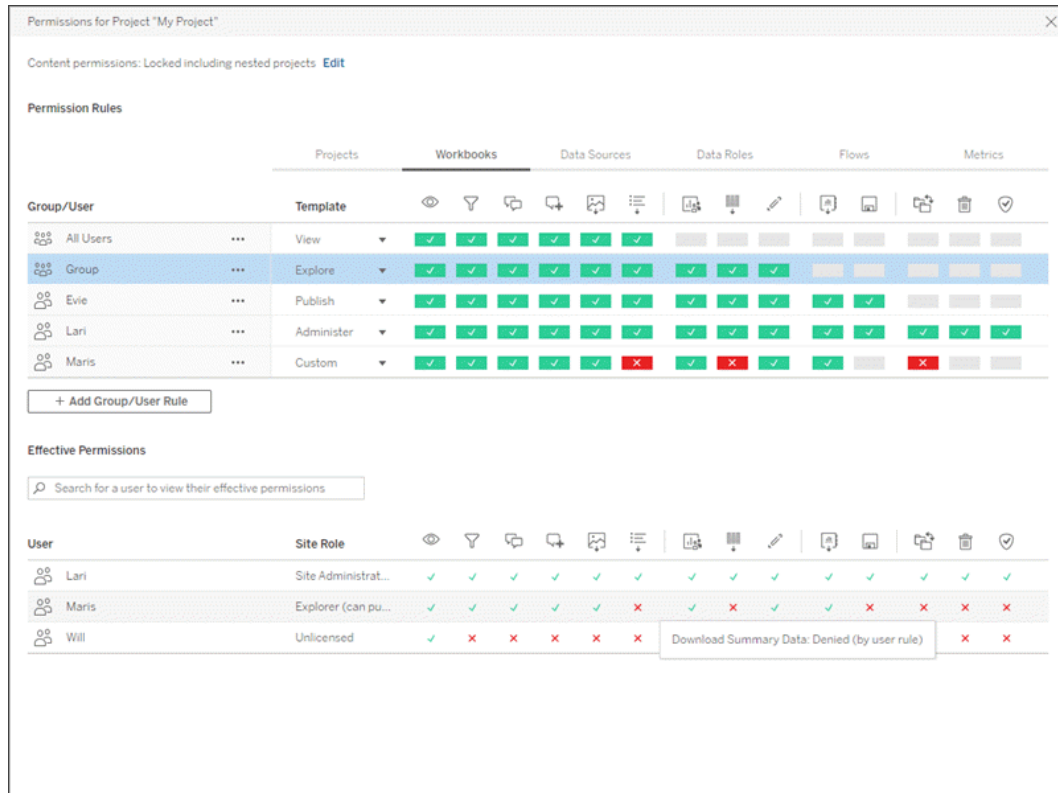 Permissions for Project "My Project"
Content permissions: Locked including nested projects Edit
Permission Rules
Projects Workbooks Data Sources Data Roles Flows Metrics
Group/User Template
All Users ••• View
Group ••• Explore
Evie ••• Publish
Lari ••• Administer
Maris ••• Custom
+ Add Group/User Rule
Effective Permissions
Search for a user to view their effective permissions
User Site Role
Lari Site Administrat...
Maris Explorer (can pu...
Will Unlicensed
Download Summary Data: Denied (by user rule)